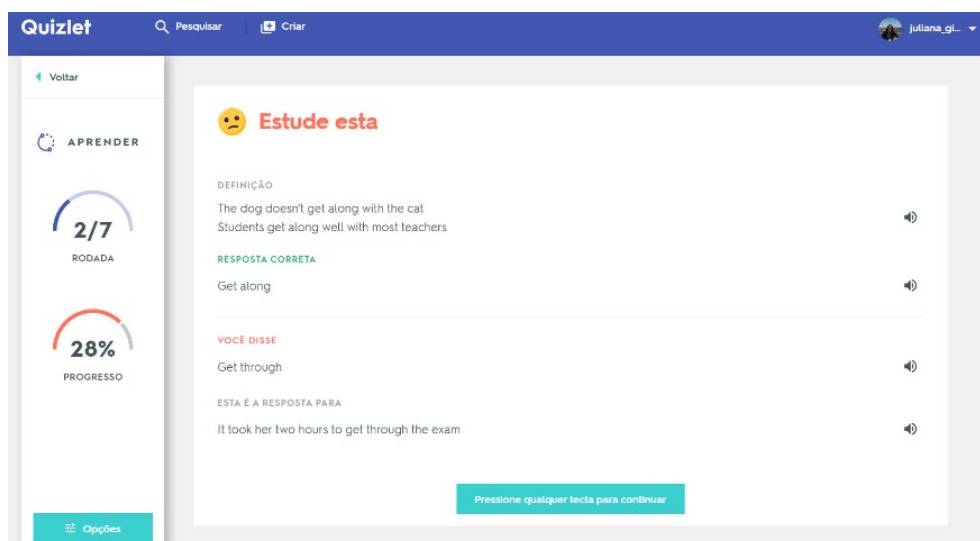 Quizlet
Pesquisar
Criar
juliana_gi...
Voltar
APRENDER
2/7
RODADA
28%
PROGRESSO
Opções
Estude esta
DEFINIÇÃO
The dog doesn't get along with the cat
Students get along well with most teachers
RESPOSTA CORRETA
Get along
VOCÊ DISSE
Get through
ESTA É A RESPOSTA PARA
It took her two hours to get through the exam
Pressione qualquer tecla para continuar